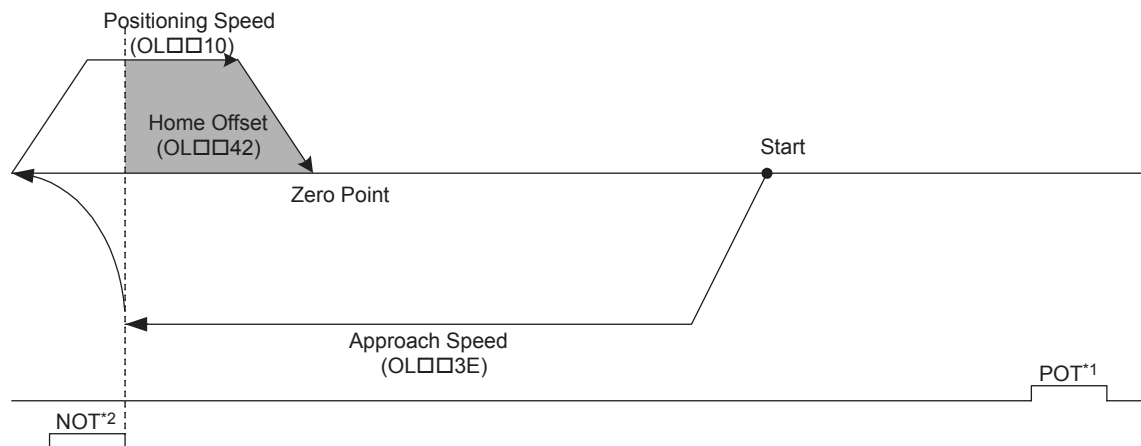 Positioning Speed
(OL□□10)
Home Offset
(OL□□42)
Start
Zero Point
Approach Speed
(OL□□3E)
POT*1
NOT*2